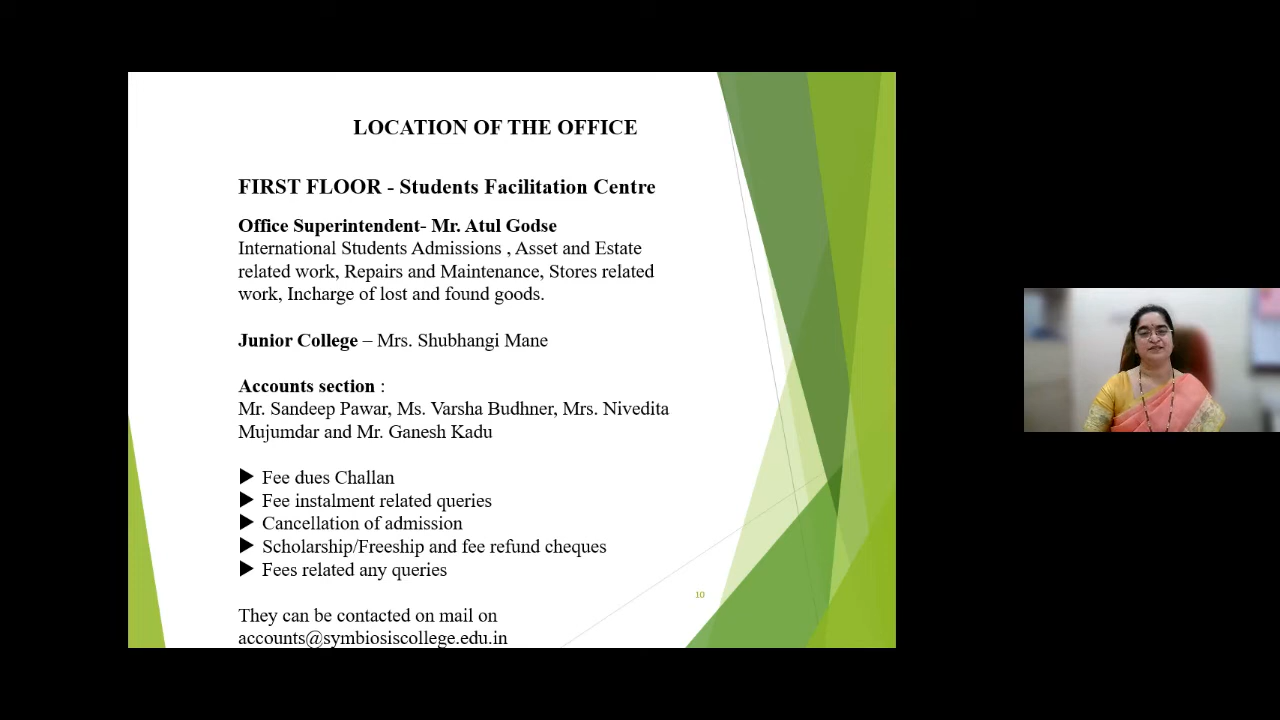 LOCATION OF THE OFFICE
FIRST FLOOR - Students Facilitation Centre
Office Superintendent- Mr. Atul Godse
International Students Admissions , Asset and Estate
related work, Repairs and Maintenance, Stores related
work, Incharge of lost and found goods.
Junior College – Mrs. Shubhangi Mane
Accounts section :
Mr. Sandeep Pawar, Ms. Varsha Budhner, Mrs. Nivedita
Mujumdar and Mr. Ganesh Kadu
Fee dues Challan
Fee instalment related queries
Cancellation of admission
Scholarship/Freeship and fee refund cheques
Fees related any queries
10
They can be contacted on mail on
accounts@symbiosiscollege.edu.in